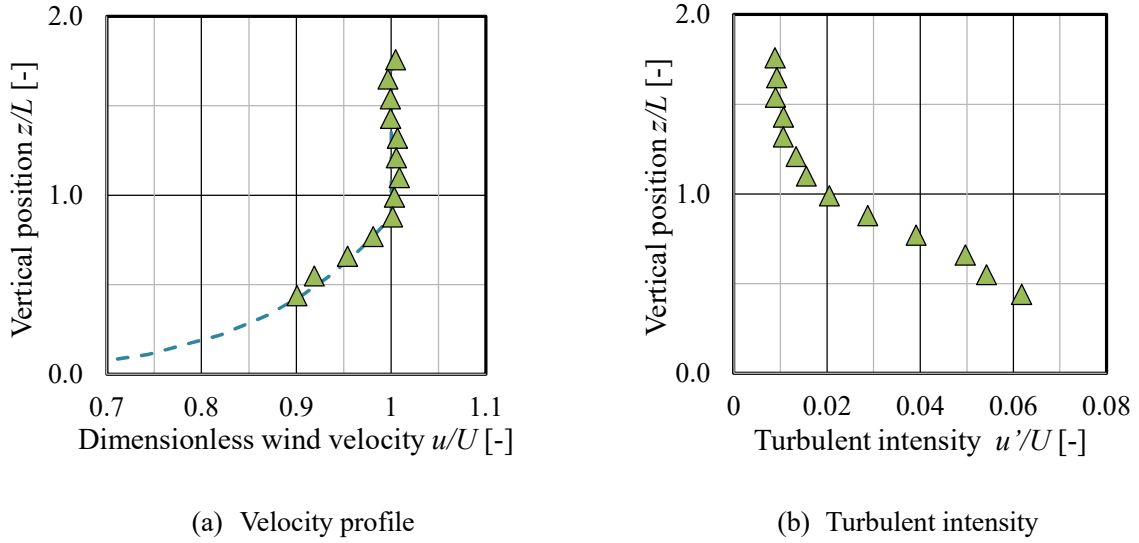 2.0
1.0
0.0
Vertical position z/L [-]
0.7
0.8
0.9
1
1.1
Dimensionless wind velocity u/U [-]
(a) Velocity profile
2.0
1.0
0.0
Vertical position z/L [-]
0
0.02
0.04
0.06
0.08
Turbulent intensity u’/U [-]
(b) Turbulent intensity